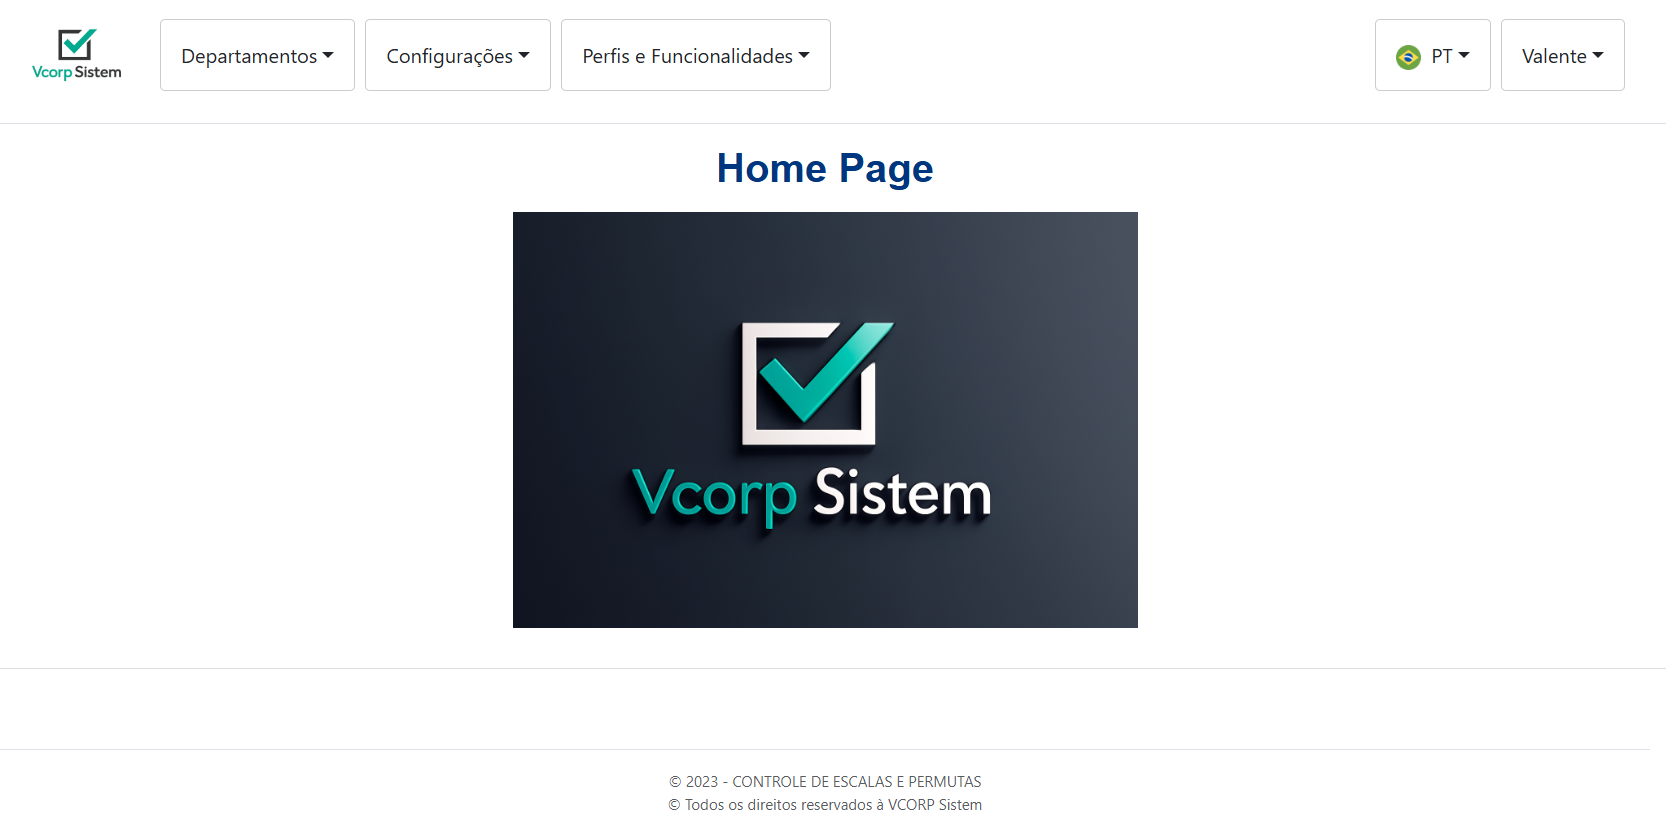 Vcorp Sistem
Departamentos
Configurações
Perfis e Funcionalidades
PT
Valente
Home Page
Vcorp Sistem
© 2023 - CONTROLE DE ESCALAS E PERMUTAS
© Todos os direitos reservados à VCORP Sistem